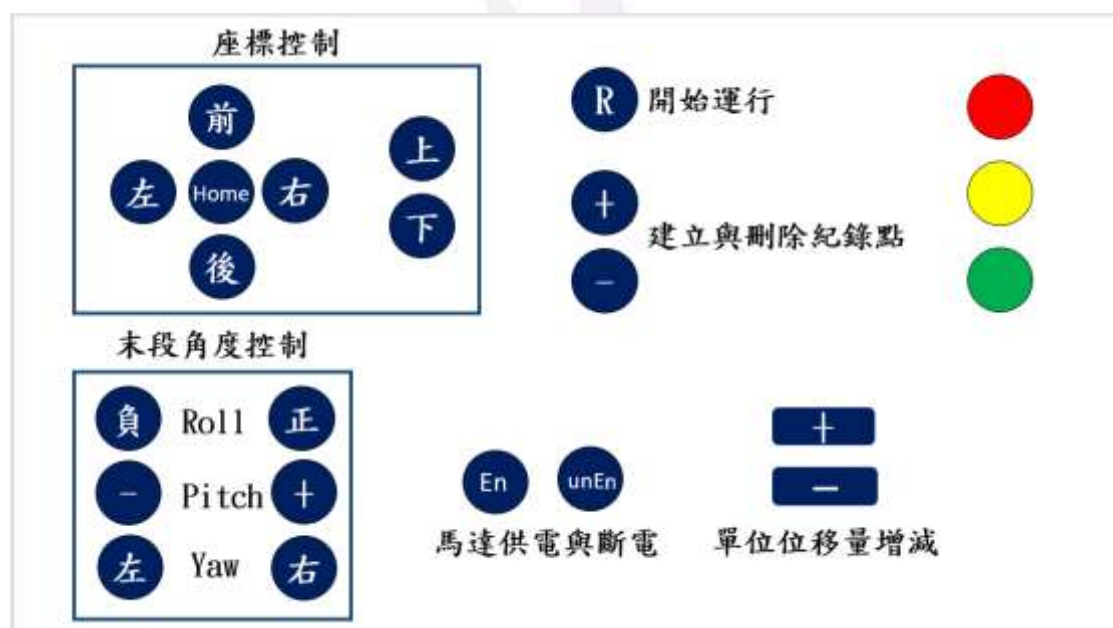 座標控制
前
左 Home 右
後
上
下
R 開始運行
+
-
建立與刪除紀錄點
末段角度控制
負 Roll 正
- Pitch +
左 Yaw 右
En unEn
馬達供電與斷電
+
-
單位位移量增減